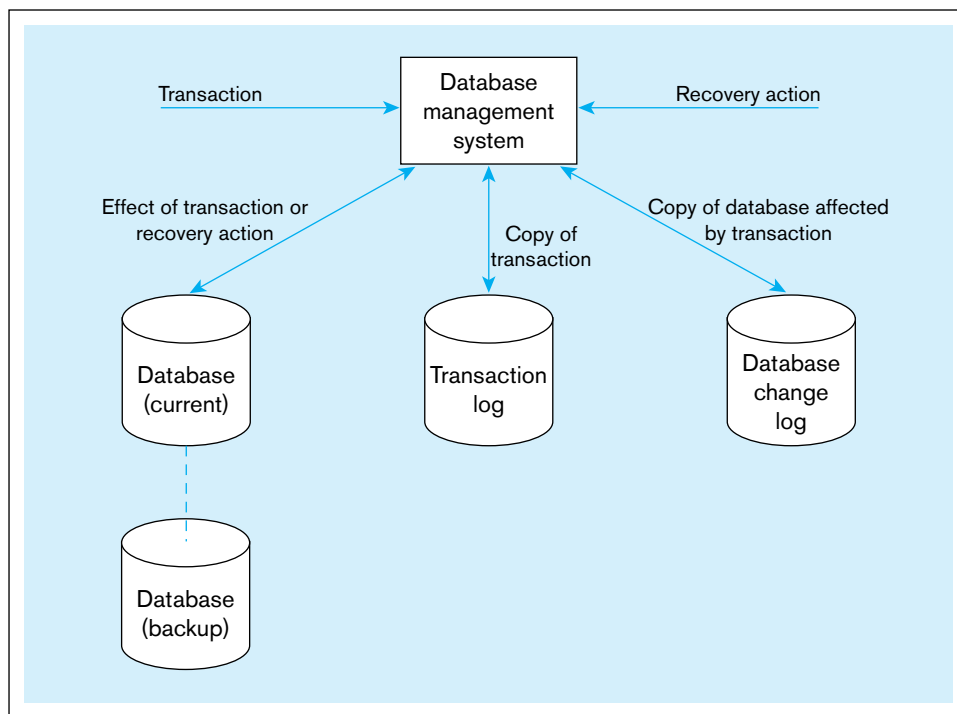 Transaction
Database
management
system
Recovery action
Effect of transaction or
recovery action
Copy of
transaction
Copy of database affected
by transaction
Database
(current)
Transaction
log
Database
change
log
Database
(backup)